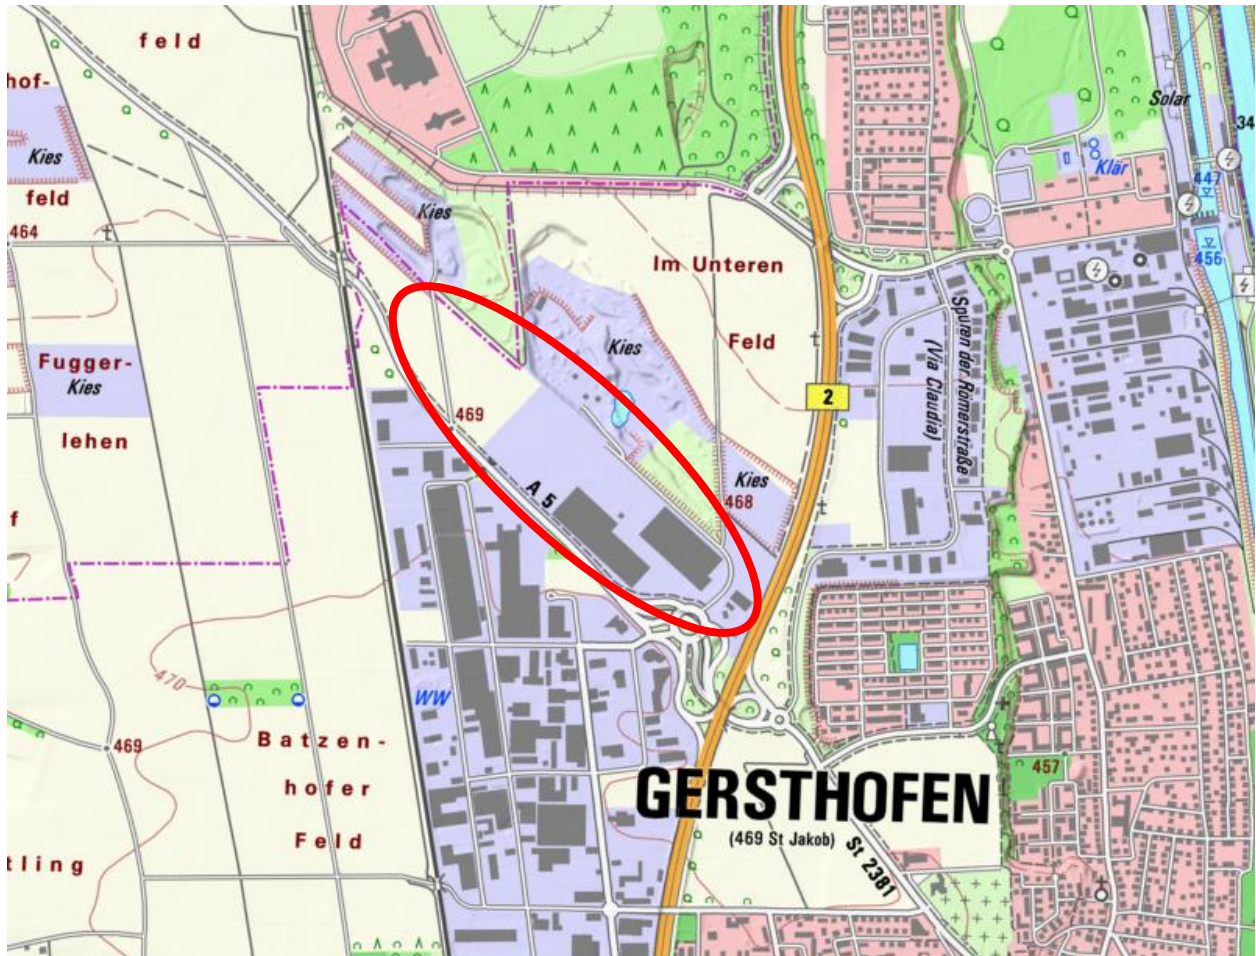 feld
hof-
Kies
feld
464
Kies
Im Unteren
Feld
Kies
Fugger-
Kies
lehen
469
A 5
Kies
468
2
Spuren der Römerstraße
(Via Claudia)
Solar
34
Klär
447
456
f
470
WW
469
Batzen-
hofer
Feld
tling
GERSTHOFEN
(469 St Jakob)
St 2381
457